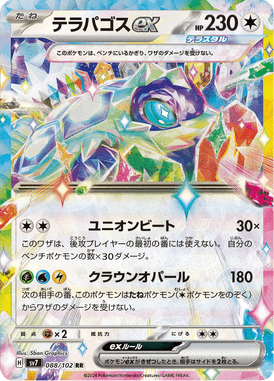 たね テラパゴスex HP230
テラスタル
このポケモンは、ベンチにいるかぎり、ワザのダメージを受けない。
ユニオンビート 30×
このワザは、後攻プレイヤーの最初の番には使えない。自分の
ベンチポケモンの数×30ダメージ。
クラウンオパール 180
次の相手の番、このポケモンはたねポケモン(*のポケモンをのぞ
く)からワザのダメージを受けない。
弱点 ×2 抵抗力 にげる
Illus. 5ban Graphics
exルール
ポケモンexがきぜつしたとき、相手はサイドを2枚とる。
H sv7 088/102 RR
©2024 Pokémon/Nintendo/Creatures/GAME FREAK.